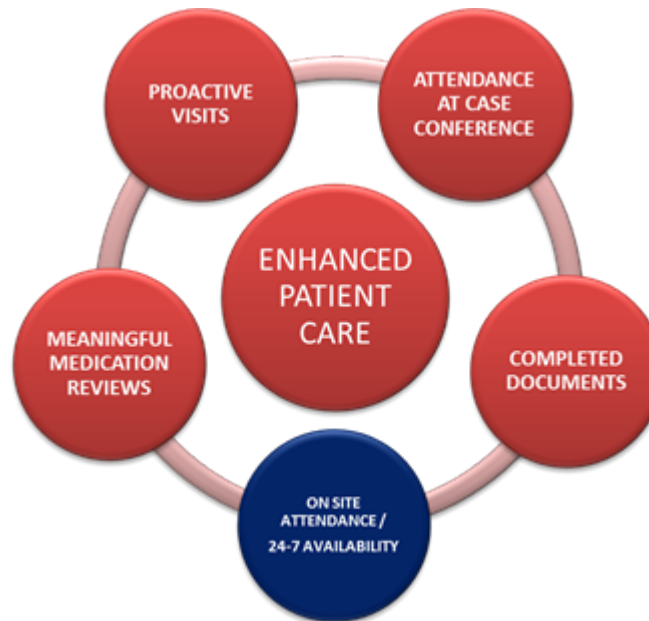 PROACTIVE
VISITS
ATTENDANCE
AT CASE
CONFERENCE
ENHANCED
PATIENT
CARE
MEANINGFUL
MEDICATION
REVIEWS
COMPLETED
DOCUMENTS
ON SITE
ATTENDANCE /
24-7 AVAILABILITY